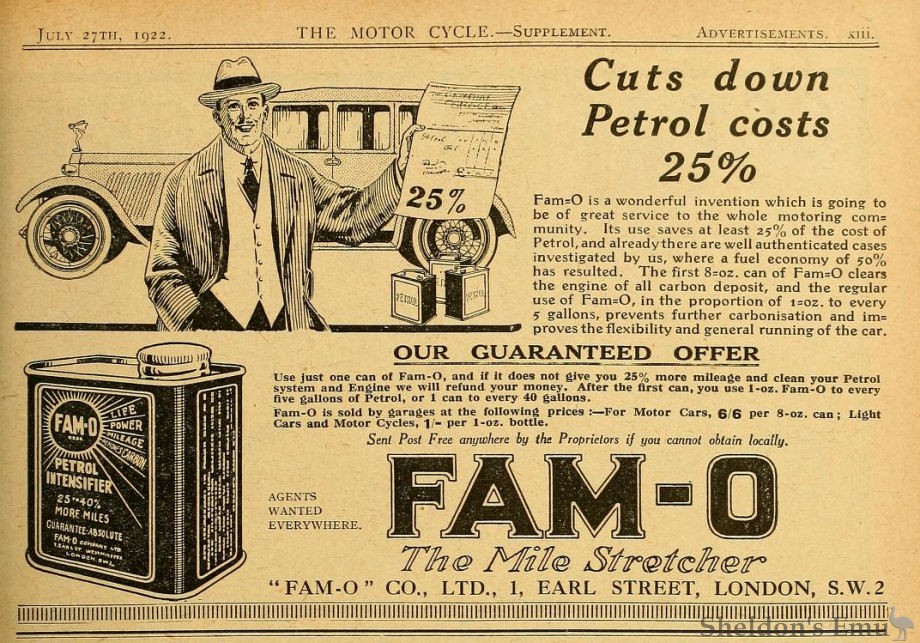 JULY 27TH, 1922. THE MOTOR CYCLE.—SUPPLEMENT. ADVERTISEMENTS. xiii.
Cuts down
Petrol costs
25%
25%
PETROL
PETROL
Fam=O is a wonderful invention which is going to
be of great service to the whole motoring com=
munity. Its use saves at least 25% of the cost of
Petrol, and already there are well authenticated cases
investigated by us, where a fuel economy of 50%
has resulted. The first 8=oz. can of Fam=O clears
the engine of all carbon deposit, and the regular
use of Fam=O, in the proportion of 1=oz. to every
5 gallons, prevents further carbonisation and im=
proves the flexibility and general running of the car.
OUR GUARANTEED OFFER
Use just one can of Fam-O, and if it does not give you 25% more mileage and clean your Petrol
system and Engine we will refund your money. After the first can, you use 1-oz. Fam-O to every
five gallons of Petrol, or 1 can to every 40 gallons.
Fam-O is sold by garages at the following prices :—For Motor Cars, 6/6 per 8-oz. can; Light
Cars and Motor Cycles, 1/- per 1-oz. bottle.
Sent Post Free anywhere by the Proprietors if you cannot obtain locally.
FAM-O
LIFE
POWER
MILEAGE
CARBON
PETROL
INTENSIFIER
25 TO 40%
MORE MILES
GUARANTEE-ABSOLUTE
FAM-O COMPANY LTD.
1, EARL ST WESTMINSTER
LONDON S.W.1.
AGENTS
WANTED
EVERYWHERE.
FAM-O
The Mile Stretcher
"FAM-O" CO., LTD., 1, EARL STREET, LONDON, S.W. 2
Sheldon's Emu